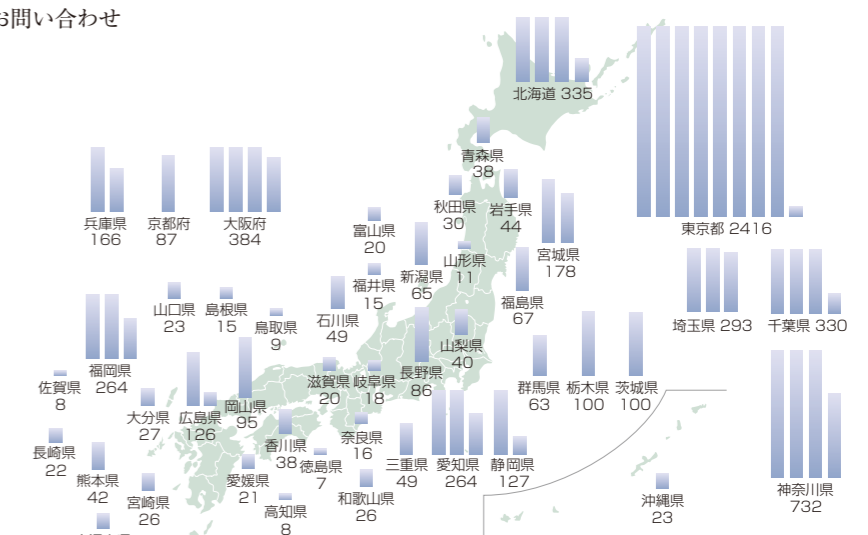 お問い合わせ
北海道 335
青森県
38
秋田県
30
岩手県
44
兵庫県
166
京都府
87
大阪府
384
富山県
20
新潟県
65
山形県
11
宮城県
178
東京都 2416
福井県
15
福島県
67
山口県
23
島根県
15
鳥取県
9
石川県
49
山梨県
40
埼玉県 293
千葉県 330
福岡県
264
佐賀県
8
大分県
27
広島県
126
岡山県
95
滋賀県
20
岐阜県
18
長野県
86
群馬県
63
栃木県
100
茨城県
100
長崎県
22
熊本県
42
宮崎県
26
香川県
38
愛媛県
21
徳島県
7
高知県
8
奈良県
16
和歌山県
26
三重県
49
愛知県
264
静岡県
127
沖縄県
23
神奈川県
732